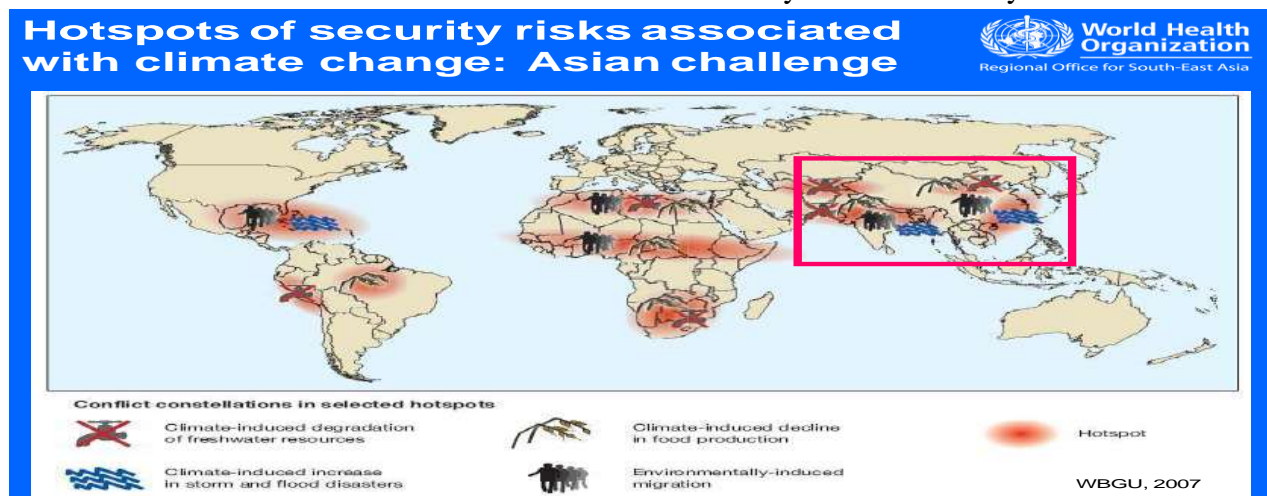 Hotspots of security risks associated
with climate change: Asian challenge
World Health
Organization
Regional Office for South-East Asia
Conflict constellations in selected hotspots
Climate-induced degradation
of freshwater resources
Climate-induced decline
in food production
Hotspot
Climate-induced increase
in storm and flood disasters
Environmentally-induced
migration
WBGU, 2007